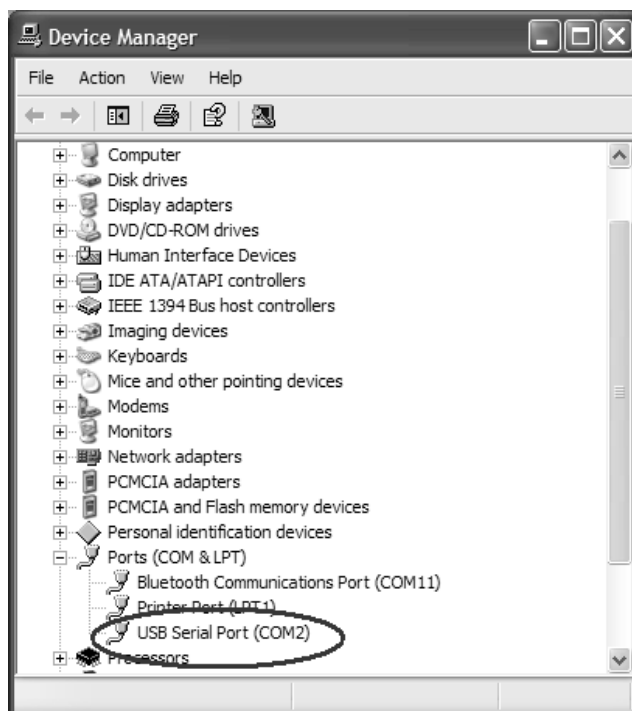 Device Manager
File Action View Help
Computer
Disk drives
Display adapters
DVD/CD-ROM drives
Human Interface Devices
IDE ATA/ATAPI controllers
IEEE 1394 Bus host controllers
Imaging devices
Keyboards
Mice and other pointing devices
Modems
Monitors
Network adapters
PCMCIA adapters
PCMCIA and Flash memory devices
Personal identification devices
Ports (COM & LPT)
Bluetooth Communications Port (COM11)
Printer Port (LPT1)
USB Serial Port (COM2)
Processors